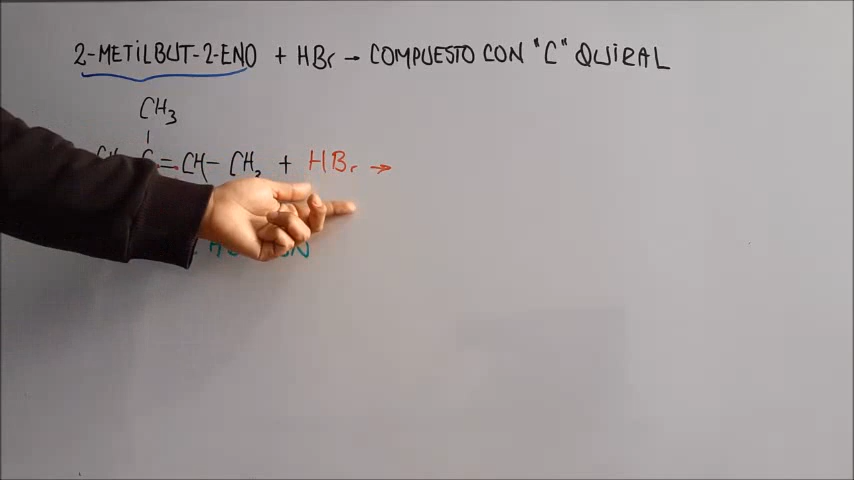 2-METILBUT-2-ENO + HBr → COMPUESTO CON "C" QUIRAL
CH3
= CH - CH3 + HBr →